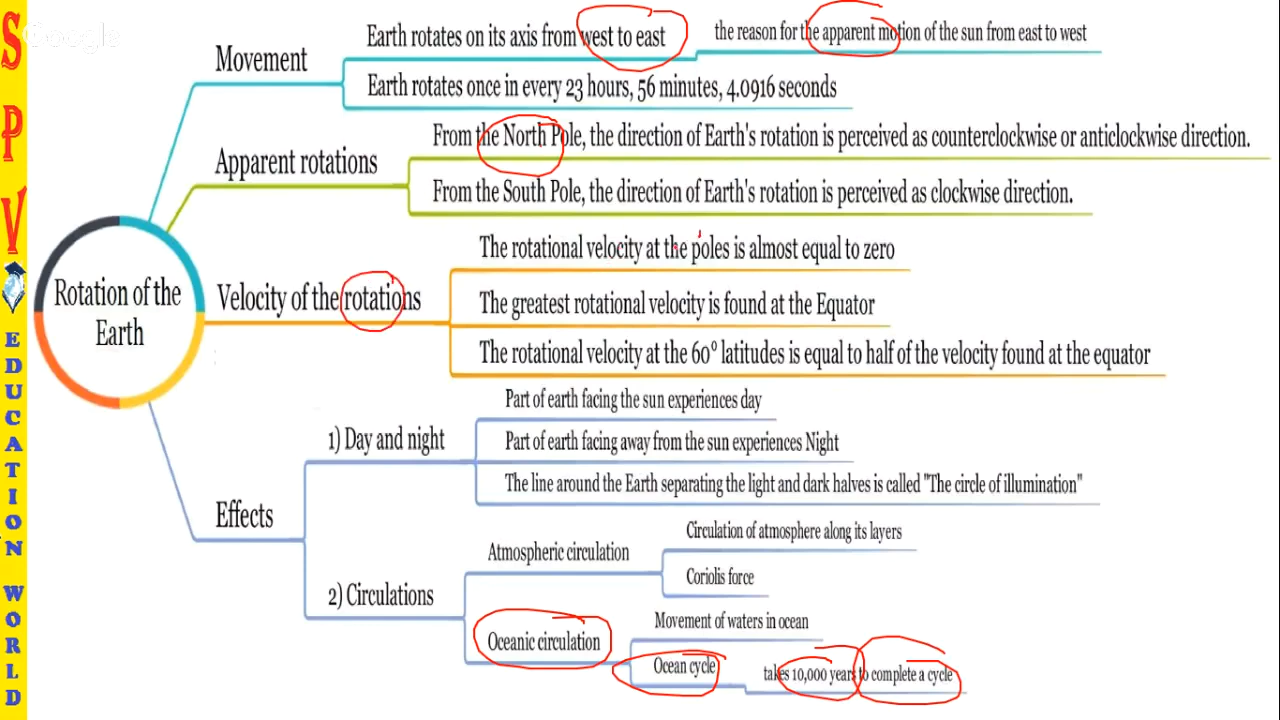 Google
SPV
EDUCATION WORLD
Rotation of the
Earth
Movement
Earth rotates on its axis from west to east
the reason for the apparent motion of the sun from east to west
Earth rotates once in every 23 hours, 56 minutes, 4.0916 seconds
Apparent rotations
From the North Pole, the direction of Earth's rotation is perceived as counterclockwise or anticlockwise direction.
From the South Pole, the direction of Earth's rotation is perceived as clockwise direction.
Velocity of the rotations
The rotational velocity at the poles is almost equal to zero
The greatest rotational velocity is found at the Equator
The rotational velocity at the 60° latitudes is equal to half of the velocity found at the equator
Effects
1) Day and night
Part of earth facing the sun experiences day
Part of earth facing away from the sun experiences Night
The line around the Earth separating the light and dark halves is called "The circle of illumination"
2) Circulations
Atmospheric circulation
Circulation of atmosphere along its layers
Coriolis force
Oceanic circulation
Movement of waters in ocean
Ocean cycle
takes 10,000 years to complete a cycle